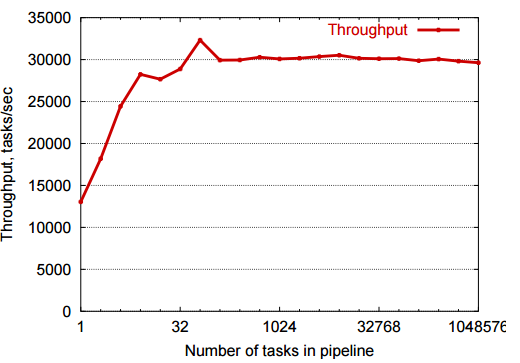 Throughput
35000
30000
25000
20000
15000
10000
5000
0
Throughput, tasks/sec
1 32 1024 32768 1048576
Number of tasks in pipeline